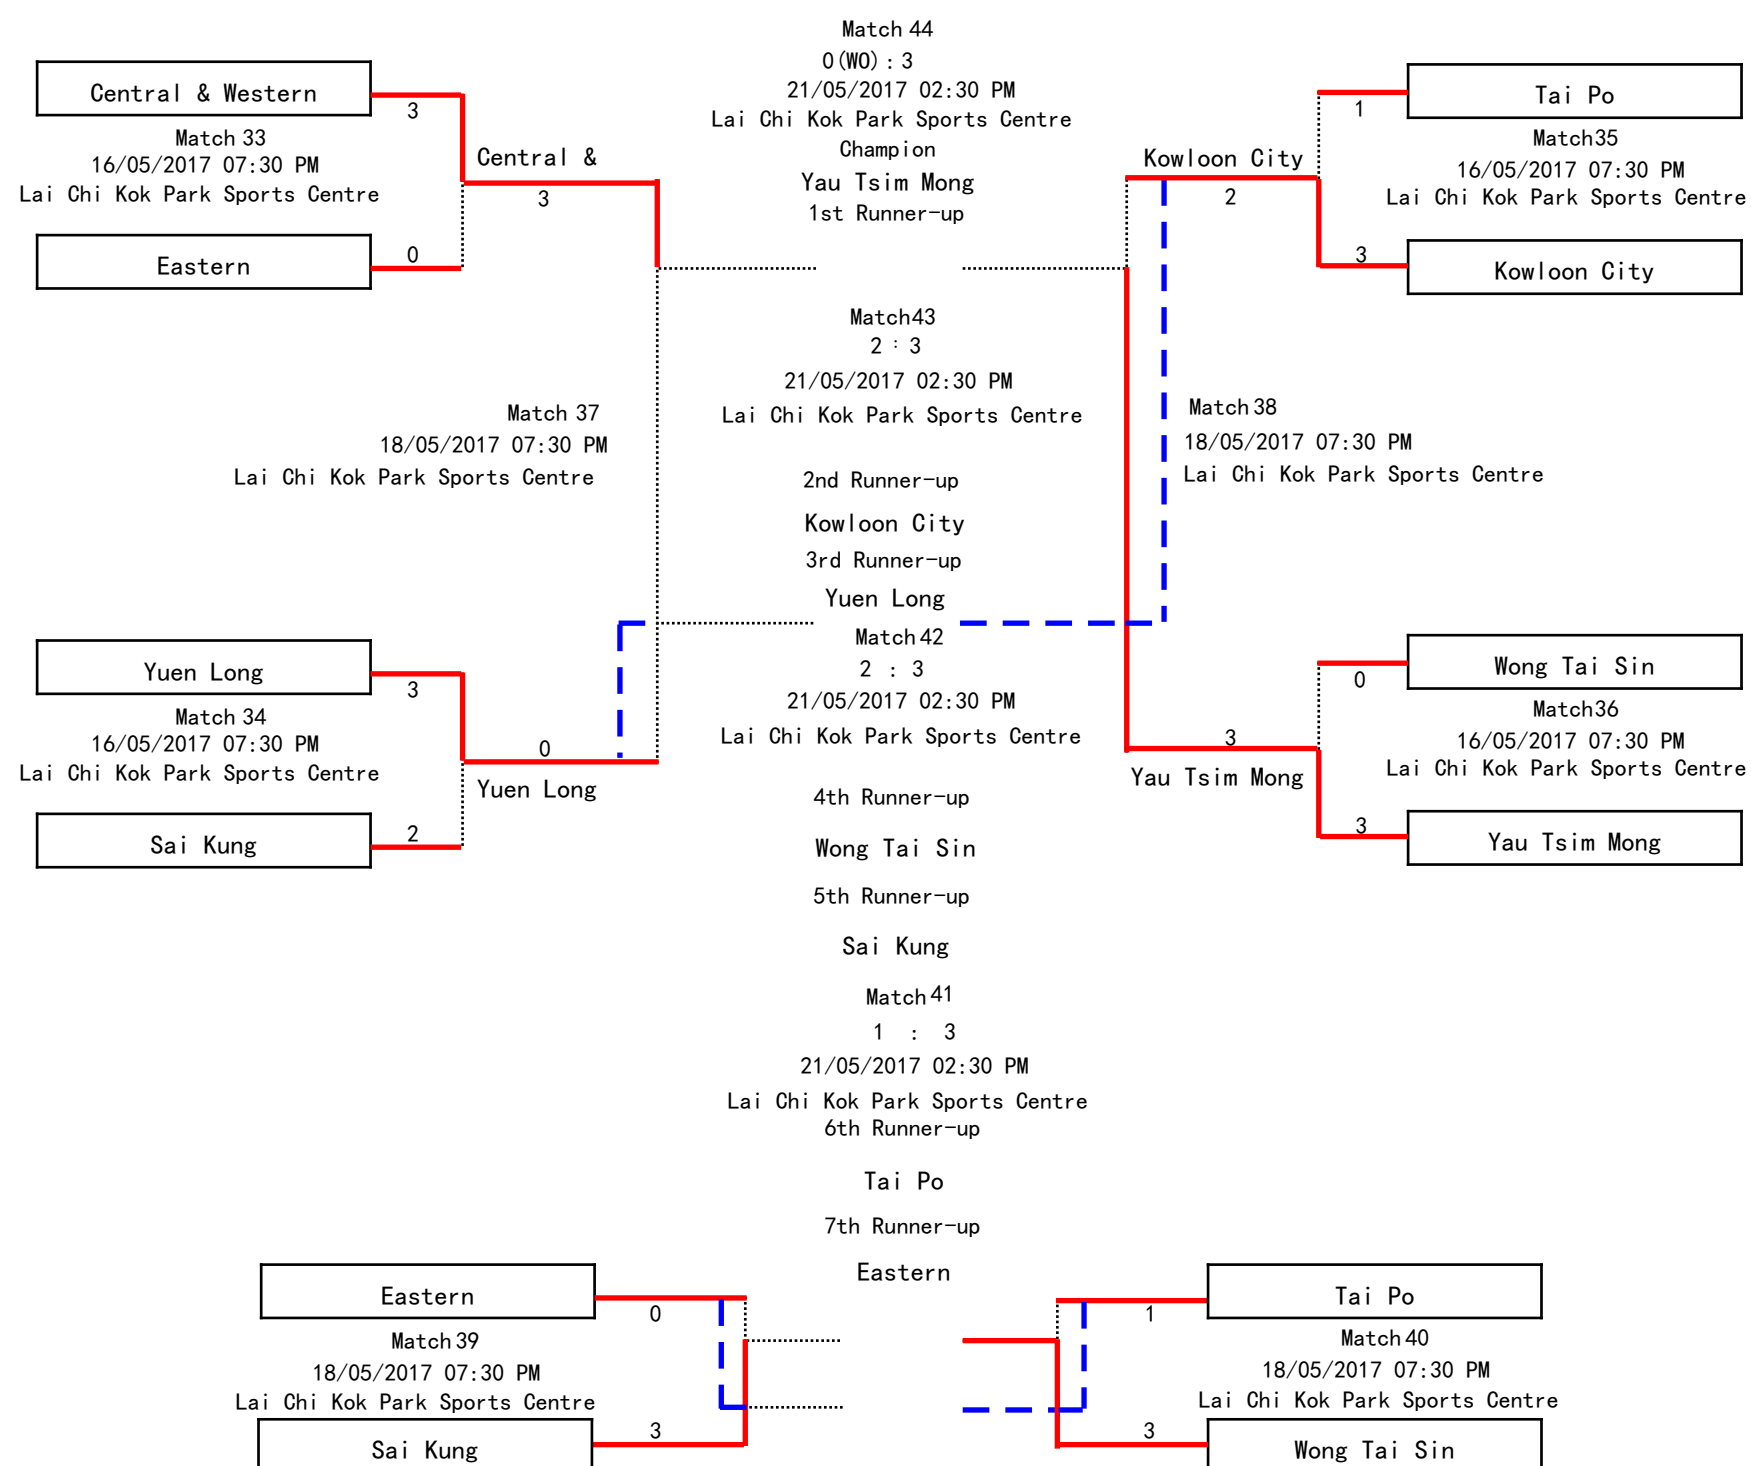 Match 44
0(WO) : 3
21/05/2017 02:30 PM
Lai Chi Kok Park Sports Centre
Champion
Yau Tsim Mong
1st Runner-up
Central & Western
3
Match 33
16/05/2017 07:30 PM
Lai Chi Kok Park Sports Centre
Central &
3
Eastern
0
Tai Po
1
Match35
16/05/2017 07:30 PM
Lai Chi Kok Park Sports Centre
Kowloon City
2
3
Kowloon City
Match43
2 : 3
21/05/2017 02:30 PM
Lai Chi Kok Park Sports Centre
Match 37
18/05/2017 07:30 PM
Lai Chi Kok Park Sports Centre
Match 38
18/05/2017 07:30 PM
Lai Chi Kok Park Sports Centre
2nd Runner-up
Kowloon City
3rd Runner-up
Yuen Long
Match 42
2 : 3
21/05/2017 02:30 PM
Lai Chi Kok Park Sports Centre
Yuen Long
3
Match 34
16/05/2017 07:30 PM
Lai Chi Kok Park Sports Centre
0
Yuen Long
Sai Kung
2
Wong Tai Sin
0
Match36
16/05/2017 07:30 PM
Lai Chi Kok Park Sports Centre
3
Yau Tsim Mong
3
Yau Tsim Mong
4th Runner-up
Wong Tai Sin
5th Runner-up
Sai Kung
Match 41
1 : 3
21/05/2017 02:30 PM
Lai Chi Kok Park Sports Centre
6th Runner-up
Tai Po
7th Runner-up
Eastern
Eastern
0
Match 39
18/05/2017 07:30 PM
Lai Chi Kok Park Sports Centre
Sai Kung
3
Tai Po
1
Match 40
18/05/2017 07:30 PM
Lai Chi Kok Park Sports Centre
3
Wong Tai Sin